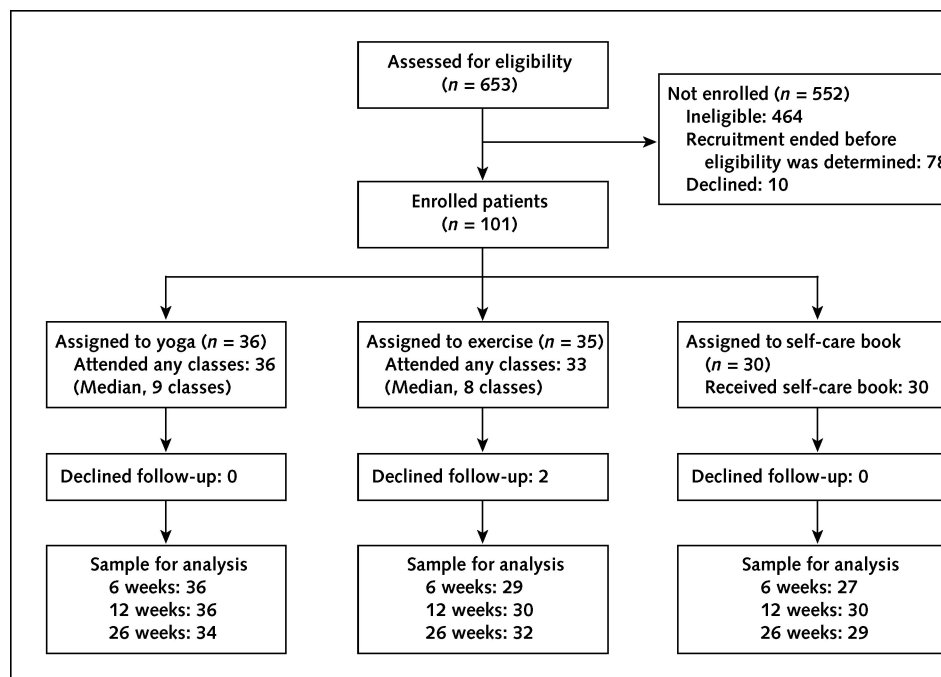 Assessed for eligibility
(n = 653)
Not enrolled (n = 552)
Ineligible: 464
Recruitment ended before
eligibility was determined: 78
Declined: 10
Enrolled patients
(n = 101)
Assigned to yoga (n = 36)
Attended any classes: 36
(Median, 9 classes)
Assigned to exercise (n = 35)
Attended any classes: 33
(Median, 8 classes)
Assigned to self-care book
(n = 30)
Received self-care book: 30
Declined follow-up: 0
Declined follow-up: 2
Declined follow-up: 0
Sample for analysis
6 weeks: 36
12 weeks: 36
26 weeks: 34
Sample for analysis
6 weeks: 29
12 weeks: 30
26 weeks: 32
Sample for analysis
6 weeks: 27
12 weeks: 30
26 weeks: 29